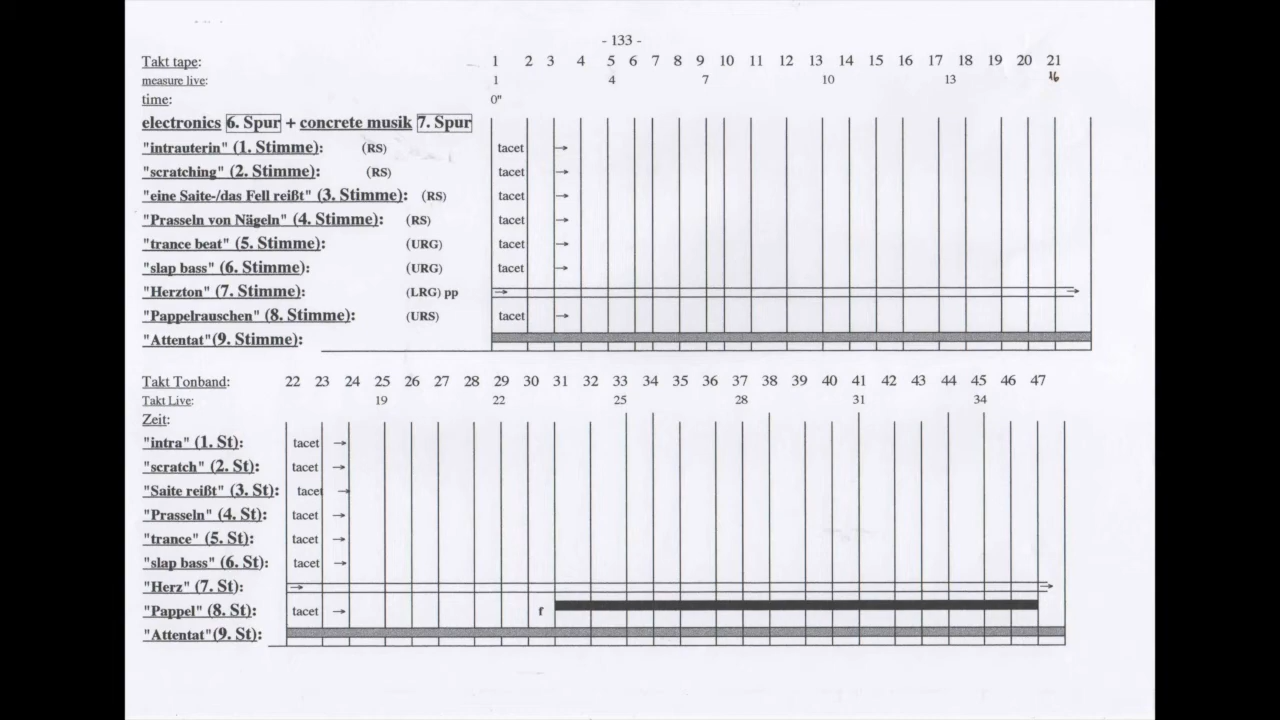 - 133 -
Takt tape: 1 2 3 4 5 6 7 8 9 10 11 12 13 14 15 16 17 18 19 20 21
measure live: 1 4 7 10 13 16
time: 0"
electronics 6. Spur + concrete musik 7. Spur
"intrauterin" (1. Stimme): (RS) tacet →
"scratching" (2. Stimme): (RS) tacet →
"eine Saite-/das Fell reißt" (3. Stimme): (RS) tacet →
"Prasseln von Nägeln" (4. Stimme): (RS) tacet →
"trance beat" (5. Stimme): (URG) tacet →
"slap bass" (6. Stimme): (URG) tacet →
"Herzton" (7. Stimme): (LRG) pp → →
"Pappelrauschen" (8. Stimme): (URS) tacet →
"Attentat"(9. Stimme):
Takt Tonband: 22 23 24 25 26 27 28 29 30 31 32 33 34 35 36 37 38 39 40 41 42 43 44 45 46 47
Takt Live: 19 22 25 28 31 34
Zeit:
"intra" (1. St): tacet →
"scratch" (2. St): tacet →
"Saite reißt" (3. St): tacet →
"Prasseln" (4. St): tacet →
"trance" (5. St): tacet →
"slap bass" (6. St): tacet →
"Herz" (7. St): → →
"Pappel" (8. St): tacet → f
"Attentat"(9. St):